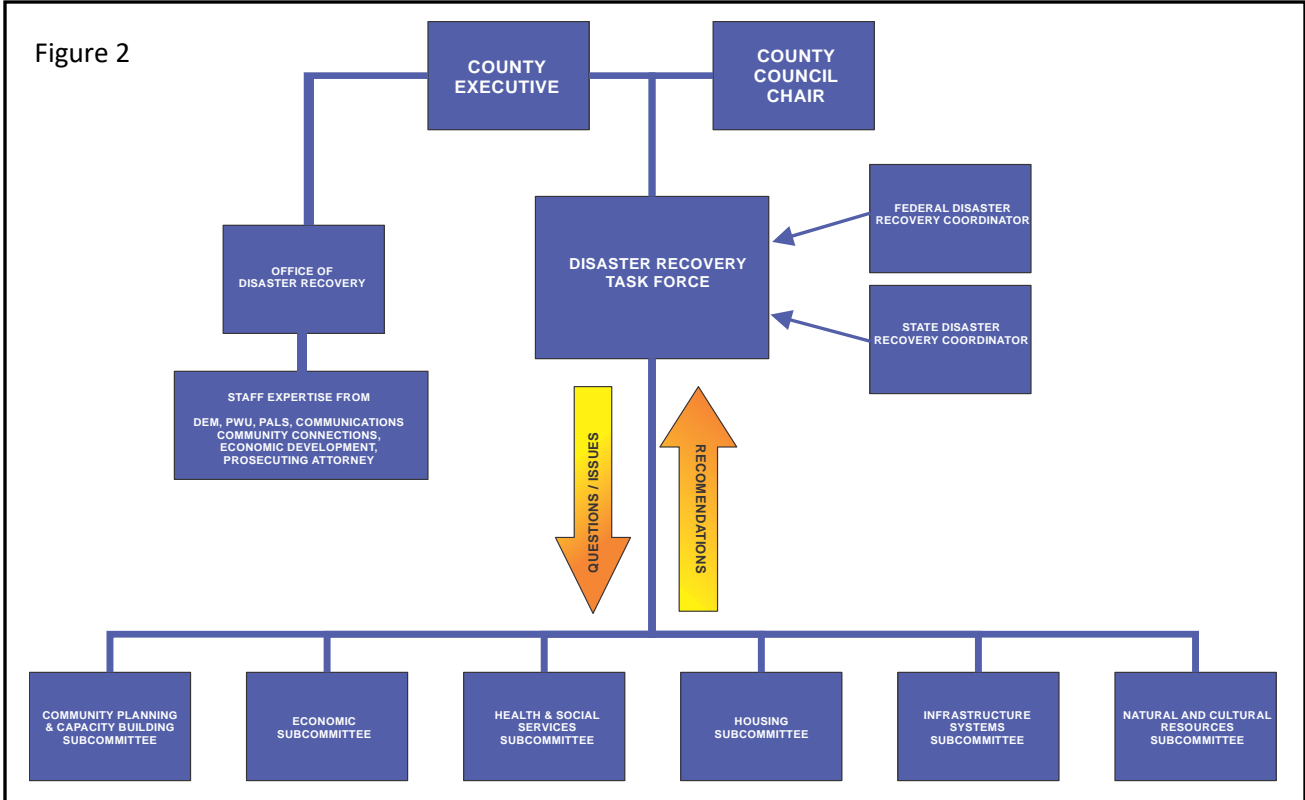 Figure 2
COUNTY
EXECUTIVE
COUNTY
COUNCIL
CHAIR
FEDERAL DISASTER
RECOVERY COORDINATOR
OFFICE OF
DISASTER RECOVERY
DISASTER RECOVERY
TASK FORCE
STATE DISASTER
RECOVERY COORDINATOR
STAFF EXPERTISE FROM
DEM, PWU, PALS, COMMUNICATIONS
COMMUNITY CONNECTIONS,
ECONOMIC DEVELOPMENT,
PROSECUTING ATTORNEY
QUESTIONS / ISSUES
RECOMENDATIONS
COMMUNITY PLANNING
& CAPACITY BUILDING
SUBCOMMITTEE
ECONOMIC
SUBCOMMITTEE
HEALTH & SOCIAL
SERVICES
SUBCOMMITTEE
HOUSING
SUBCOMMITTEE
INFRASTRUCTURE
SYSTEMS
SUBCOMMITTEE
NATURAL AND CULTURAL
RESOURCES
SUBCOMMITTEE